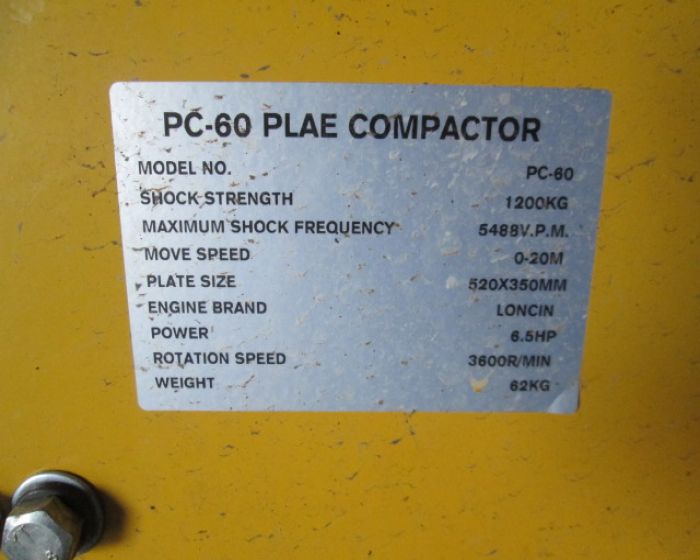 PC-60 PLAE COMPACTOR
MODEL NO. PC-60
SHOCK STRENGTH 1200KG
MAXIMUM SHOCK FREQUENCY 5488V.P.M.
MOVE SPEED 0-20M
PLATE SIZE 520X350MM
ENGINE BRAND LONCIN
POWER 6.5HP
ROTATION SPEED 3600R/MIN
WEIGHT 62KG